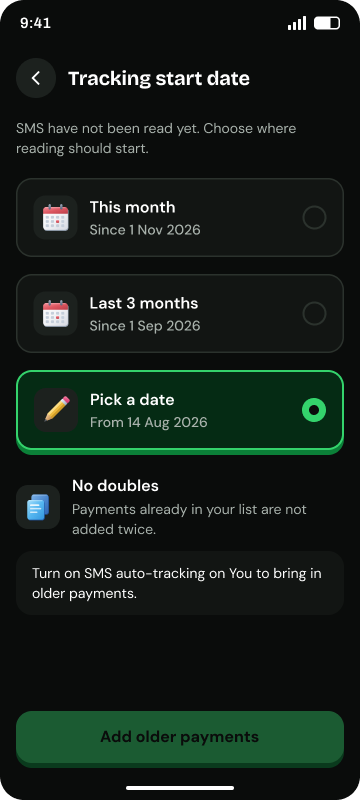 9:41
Tracking start date
SMS have not been read yet. Choose where
reading should start.
This month
Since 1 Nov 2026
Last 3 months
Since 1 Sep 2026
Pick a date
From 14 Aug 2026
No doubles
Payments already in your list are not
added twice.
Turn on SMS auto-tracking on You to bring in
older payments.
Add older payments